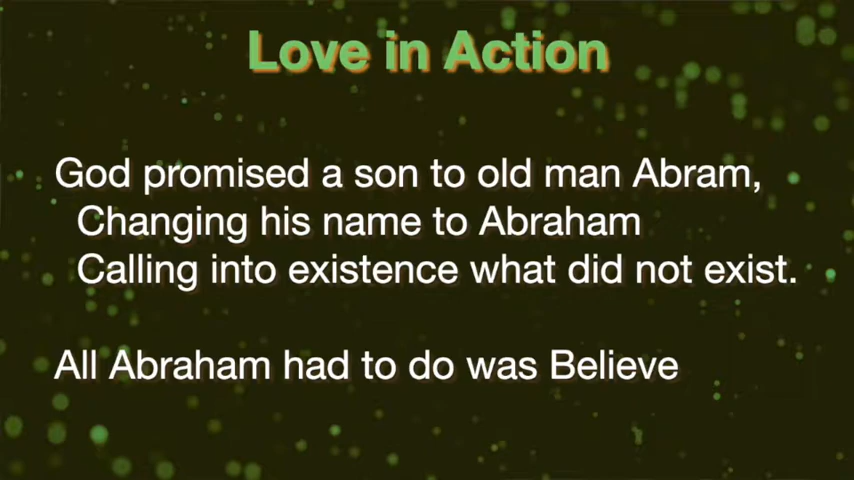 Love in Action
God promised a son to old man Abram,
Changing his name to Abraham
Calling into existence what did not exist.
All Abraham had to do was Believe